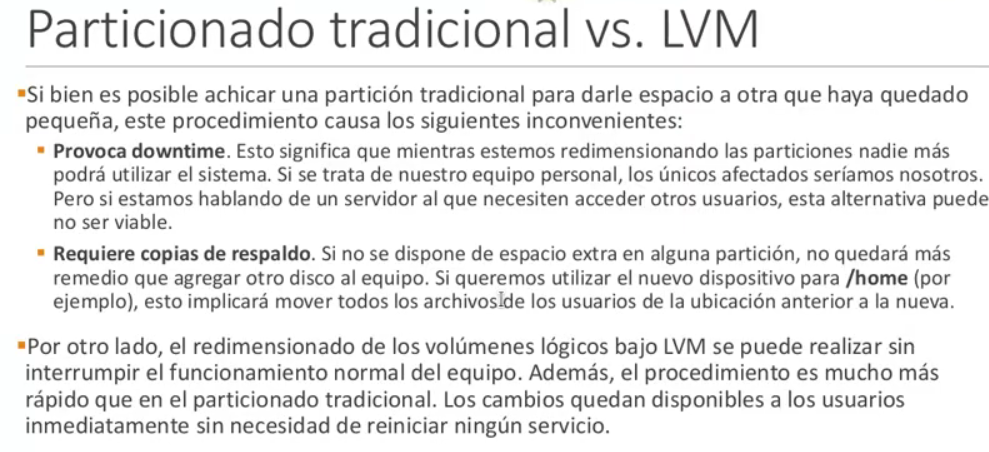 Particionado tradicional vs. LVM
▪Si bien es posible achicar una partición tradicional para darle espacio a otra que haya quedado
pequeña, este procedimiento causa los siguientes inconvenientes:
▪ Provoca downtime. Esto significa que mientras estemos redimensionando las particiones nadie más
podrá utilizar el sistema. Si se trata de nuestro equipo personal, los únicos afectados seríamos nosotros.
Pero si estamos hablando de un servidor al que necesiten acceder otros usuarios, esta alternativa puede
no ser viable.
▪ Requiere copias de respaldo. Si no se dispone de espacio extra en alguna partición, no quedará más
remedio que agregar otro disco al equipo. Si queremos utilizar el nuevo dispositivo para /home (por
ejemplo), esto implicará mover todos los archivos de los usuarios de la ubicación anterior a la nueva.
▪Por otro lado, el redimensionado de los volúmenes lógicos bajo LVM se puede realizar sin
interrumpir el funcionamiento normal del equipo. Además, el procedimiento es mucho más
rápido que en el particionado tradicional. Los cambios quedan disponibles a los usuarios
inmediatamente sin necesidad de reiniciar ningún servicio.